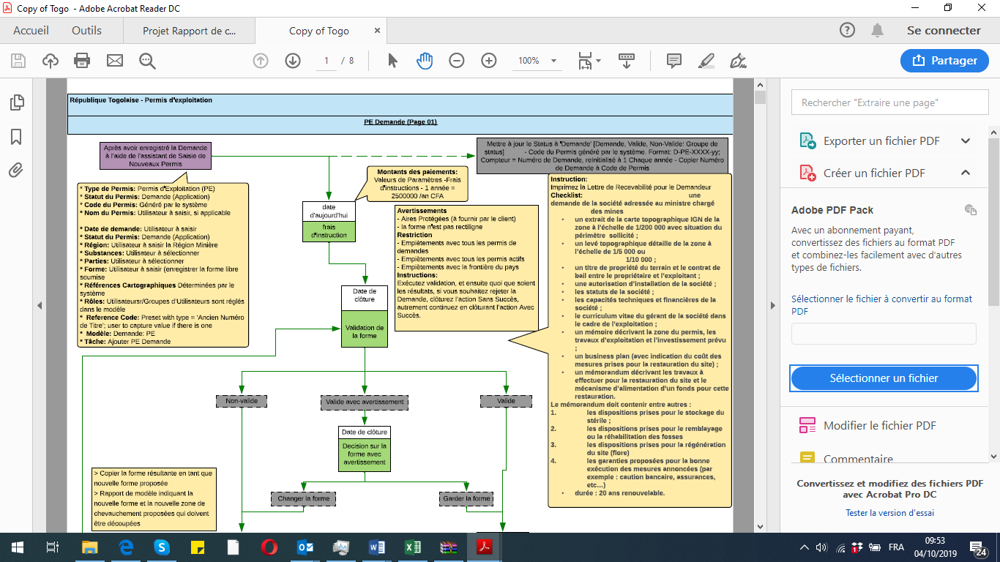 Copy of Togo - Adobe Acrobat Reader DC
Accueil
Outils
Projet Rapport de c...
Copy of Togo
Se connecter
1 / 8
100%
Partager
République Togolaise - Permis d'exploitation
PE Demande (Page 01)
Après avoir enregistré la Demande
à l'aide de l'assistant de Saisie de
Nouveaux Permis
Mettre à jour le Status à 'Demande' [Demande, Valide, Non-Valide: Groupe de
status] - Code du Permis généré par le système. Format: D-PE-XXXX-yy;
Compteur = Numéro de Demande, reInitialisé à 1 Chaque année - Copier Numéro
de Demande à Code de Permis
Montants des paiements:
Valeurs de Paramètres -Frais
d'instructions - 1 année =
2500000 /an CFA
* Type de Permis: Permis d'Exploitation (PE)
* Statut du Permis: Demande (Application)
* Code du Permis: Généré par le système
* Nom du Permis: Utilisateur à saisir, si applicable
* Date de demande: Utilisateur à saisir
* Statut du Permis: Demande (Application)
* Région: Utilisateur à saisir la Région Minière
* Substances: Utilisateur à sélectionner
* Parties: Utilisateur à sélectionner
* Forme: Utilisateur à saisir (enregistrer la forme libre
soumise
* Références Cartographiques Déterminées par le
système
* Rôles: Utilisateursr/Groupes d'Utilisateurs sont réglés
dans le modèle
* Reference Code: Preset with type = 'Ancien Numéro
de Titre'; user to capture value if there is one
* Modèle: Demande: PE
* Tâche: Ajouter PE Demande
date
d'aujourd'hui
frais
d'instruction
Avertissements
- Aires Protégées (à fournir par le client)
- la forme n'est pas rectiligne
Restriction
- Empiètements avec tous les permis de
demandes
- Empiètements avec tous les permis actifs
- Empiètements avec la frontière du pays
Instructions:
Exécutez validation, et ensuite quoi que soient
les résultats, si vous souhaitez rejeter la
Demande, clôturez l'action Sans Succès,
autrement continuez en clôturant l'action Avec
Succès.
Instruction:
Imprimez la Lettre de Recevabilité pour le Demandeur
Checklist: une
demande de la société adressée au ministre chargé
des mines
• un extrait de la carte topographique IGN de la
zone à l'échelle de 1/200 000 avec situation du
périmètre sollicité ;
• un levé topographique détaille de la zone à
l'échelle de 1/5 000 ou
1/10 000 ;
• un titre de propriété du terrain et le contrat de
bail entre le propriétaire et l'exploitant ;
• une autorisation d'installation de la société ;
• les statuts de la société ;
• les capacités techniques et financières de la
société ;
• le curriculum vitae du gérant de la société dans
le cadre de l'exploitation ;
• un mémoire décrivant la zone du permis, les
travaux d'exploitation et l'investissement prévu
;
• un business plan (avec indication du coût des
mesures prises pour la restauration du site) ;
• un mémorandum décrivant les travaux à
effectuer pour la restauration du site et le
mécanisme d'alimentation d'un fonds pour cette
restauration.
Le mémorandum doit contenir entre autres :
1. les dispositions prises pour le stockage du
stérile ;
2. les dispositions prises pour le remblayage
ou la réhabilitation des fosses
3. les dispositions prises pour la régénération
du site (flore)
4. les garanties proposées pour la bonne
exécution des mesures annoncées (par
exemple : caution bancaire, assurances,
etc...)
• durée : 20 ans renouvelable.
Date de
clôture
Validation de
la forme
Non-valide
Valide avec avertissement
Valide
Date de clôture
Decision sur la
forme avec
avertissement
Changer la forme
Garder la forme
> Copier la forme résultante en tant que
nouvelle forme proposée
> Rapport de modèle indiquant la
nouvelle forme et la nouvelle zone de
chevauchement proposées qui doivent
être découpées
Rechercher "Extraire une page"
Exporter un fichier PDF
Créer un fichier PDF
Adobe PDF Pack
Avec un abonnement payant,
convertissez des fichiers au format PDF
et combinez-les facilement avec d'autres
types de fichiers.
Sélectionner le fichier à convertir au format
PDF
Sélectionner un fichier
Modifier le fichier PDF
Commentaire
Convertissez et modifiez des fichiers PDF
avec Acrobat Pro DC
Tester la version d'essai
FRA
09:53
04/10/2019
24